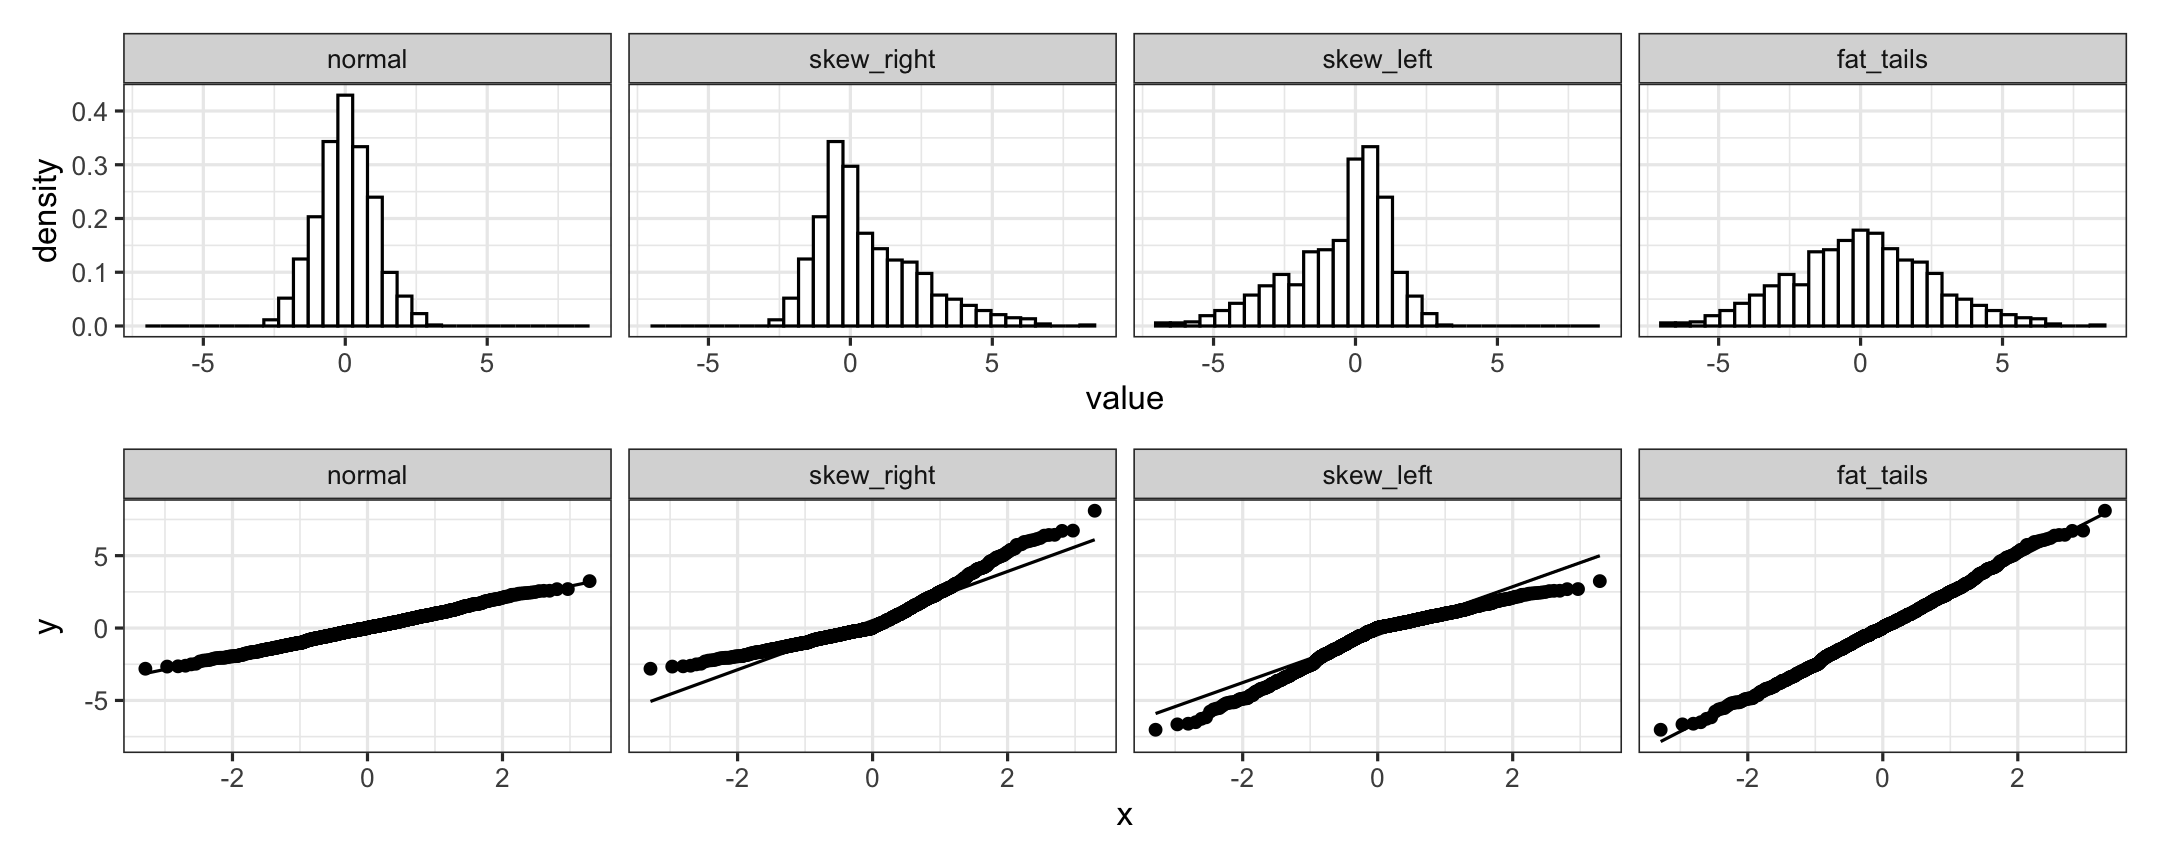 normal skew_right skew_left fat_tails
0.4
0.3
0.2
0.1
0.0
density
-5 0 5 -5 0 5 -5 0 5 -5 0 5
value
normal skew_right skew_left fat_tails
5
0
-5
y
-2 0 2 -2 0 2 -2 0 2 -2 0 2
x